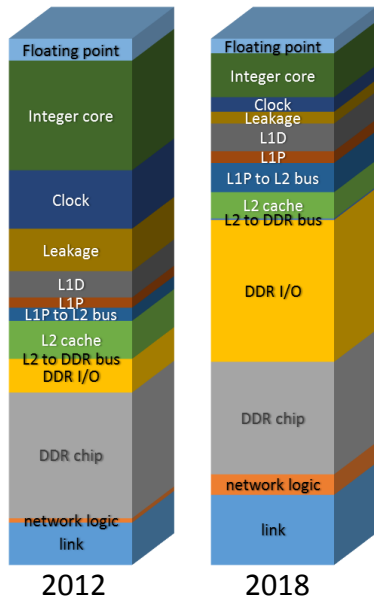 Floating point
Integer core
Clock
Leakage
L1D
L1P
L1P to L2 bus
L2 cache
L2 to DDR bus
DDR I/O
DDR chip
network logic
link
2012
Floating point
Integer core
Clock
Leakage
L1D
L1P
L1P to L2 bus
L2 cache
L2 to DDR bus
DDR I/O
DDR chip
network logic
link
2018